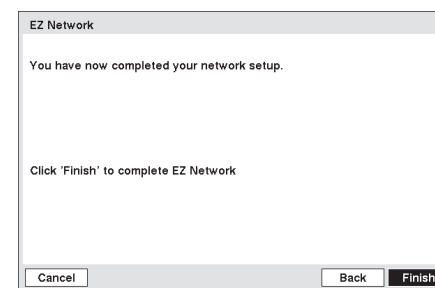 EZ Network
You have now completed your network setup.
Click 'Finish' to complete EZ Network
Cancel
Back
Finish